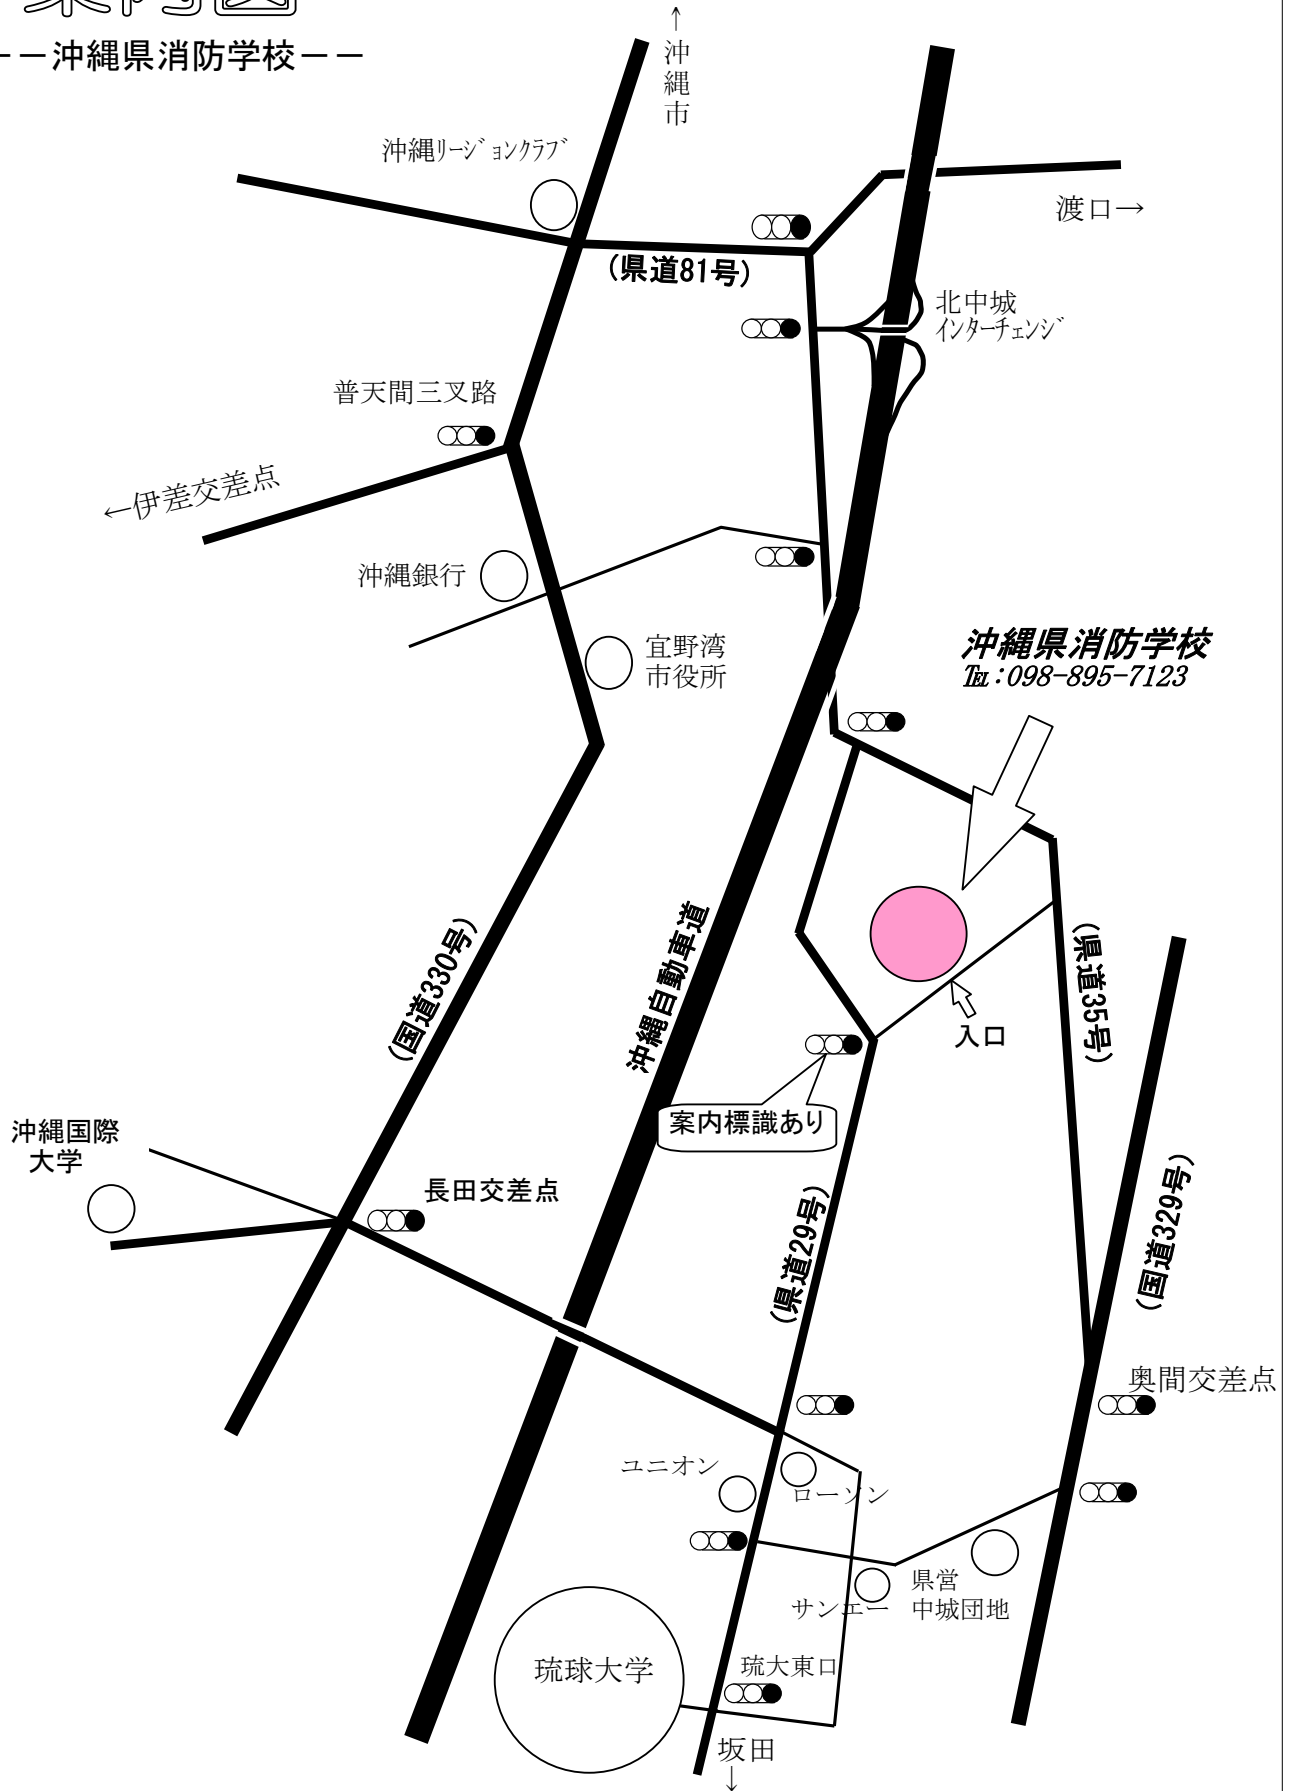 案内図
－－沖縄県消防学校－－
↑
沖
縄
市
沖縄リージョンクラブ
渡口→
(県道81号)
北中城
インターチェンジ
普天間三叉路
←伊差交差点
沖縄銀行
宜野湾
市役所
沖縄県消防学校
℡:098-895-7123
(国道330号)
沖縄自動車道
(県道35号)
入口
案内標識あり
沖縄国際
大学
長田交差点
(県道29号)
(国道329号)
奥間交差点
ユニオン
ローソン
サンエー
県営
中城団地
琉球大学
琉大東口
坂田
↓